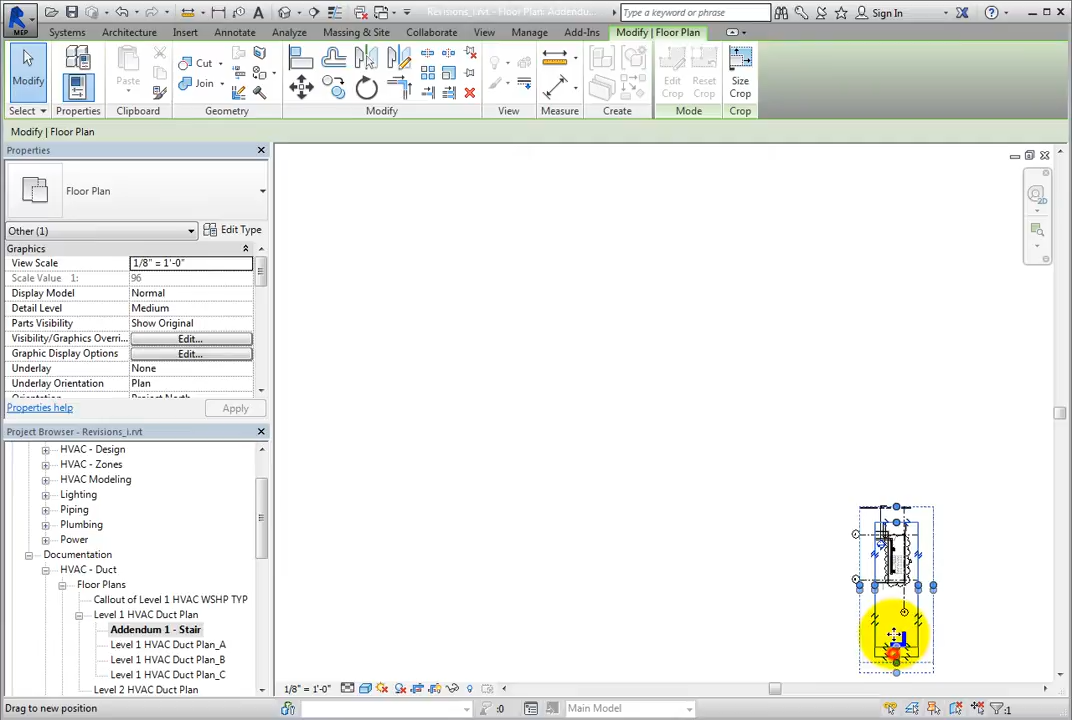 Revisions_i.rvt - Floor Plan: Addendu...
Type a keyword or phrase
Sign In
MEP
Systems
Architecture
Insert
Annotate
Analyze
Massing & Site
Collaborate
View
Manage
Add-Ins
Modify | Floor Plan
Modify
Paste
Cut
Join
Edit Crop
Reset Crop
Size Crop
Select
Properties
Clipboard
Geometry
Modify
View
Measure
Create
Mode
Crop
Modify | Floor Plan
Properties
Floor Plan
Other (1)
Edit Type
Graphics
View Scale
1/8" = 1'-0"
Scale Value 1:
96
Display Model
Normal
Detail Level
Medium
Parts Visibility
Show Original
Visibility/Graphics Overri...
Edit...
Graphic Display Options
Edit...
Underlay
None
Underlay Orientation
Plan
Properties help
Apply
Project Browser - Revisions_i.rvt
HVAC - Design
HVAC - Zones
HVAC Modeling
Lighting
Piping
Plumbing
Power
Documentation
HVAC - Duct
Floor Plans
Callout of Level 1 HVAC WSHP TYP
Level 1 HVAC Duct Plan
Addendum 1 - Stair
Level 1 HVAC Duct Plan_A
Level 1 HVAC Duct Plan_B
Level 1 HVAC Duct Plan_C
Level 2 HVAC Duct Plan
2D
1/8" = 1'-0"
Drag to new position
:0
Main Model
:1